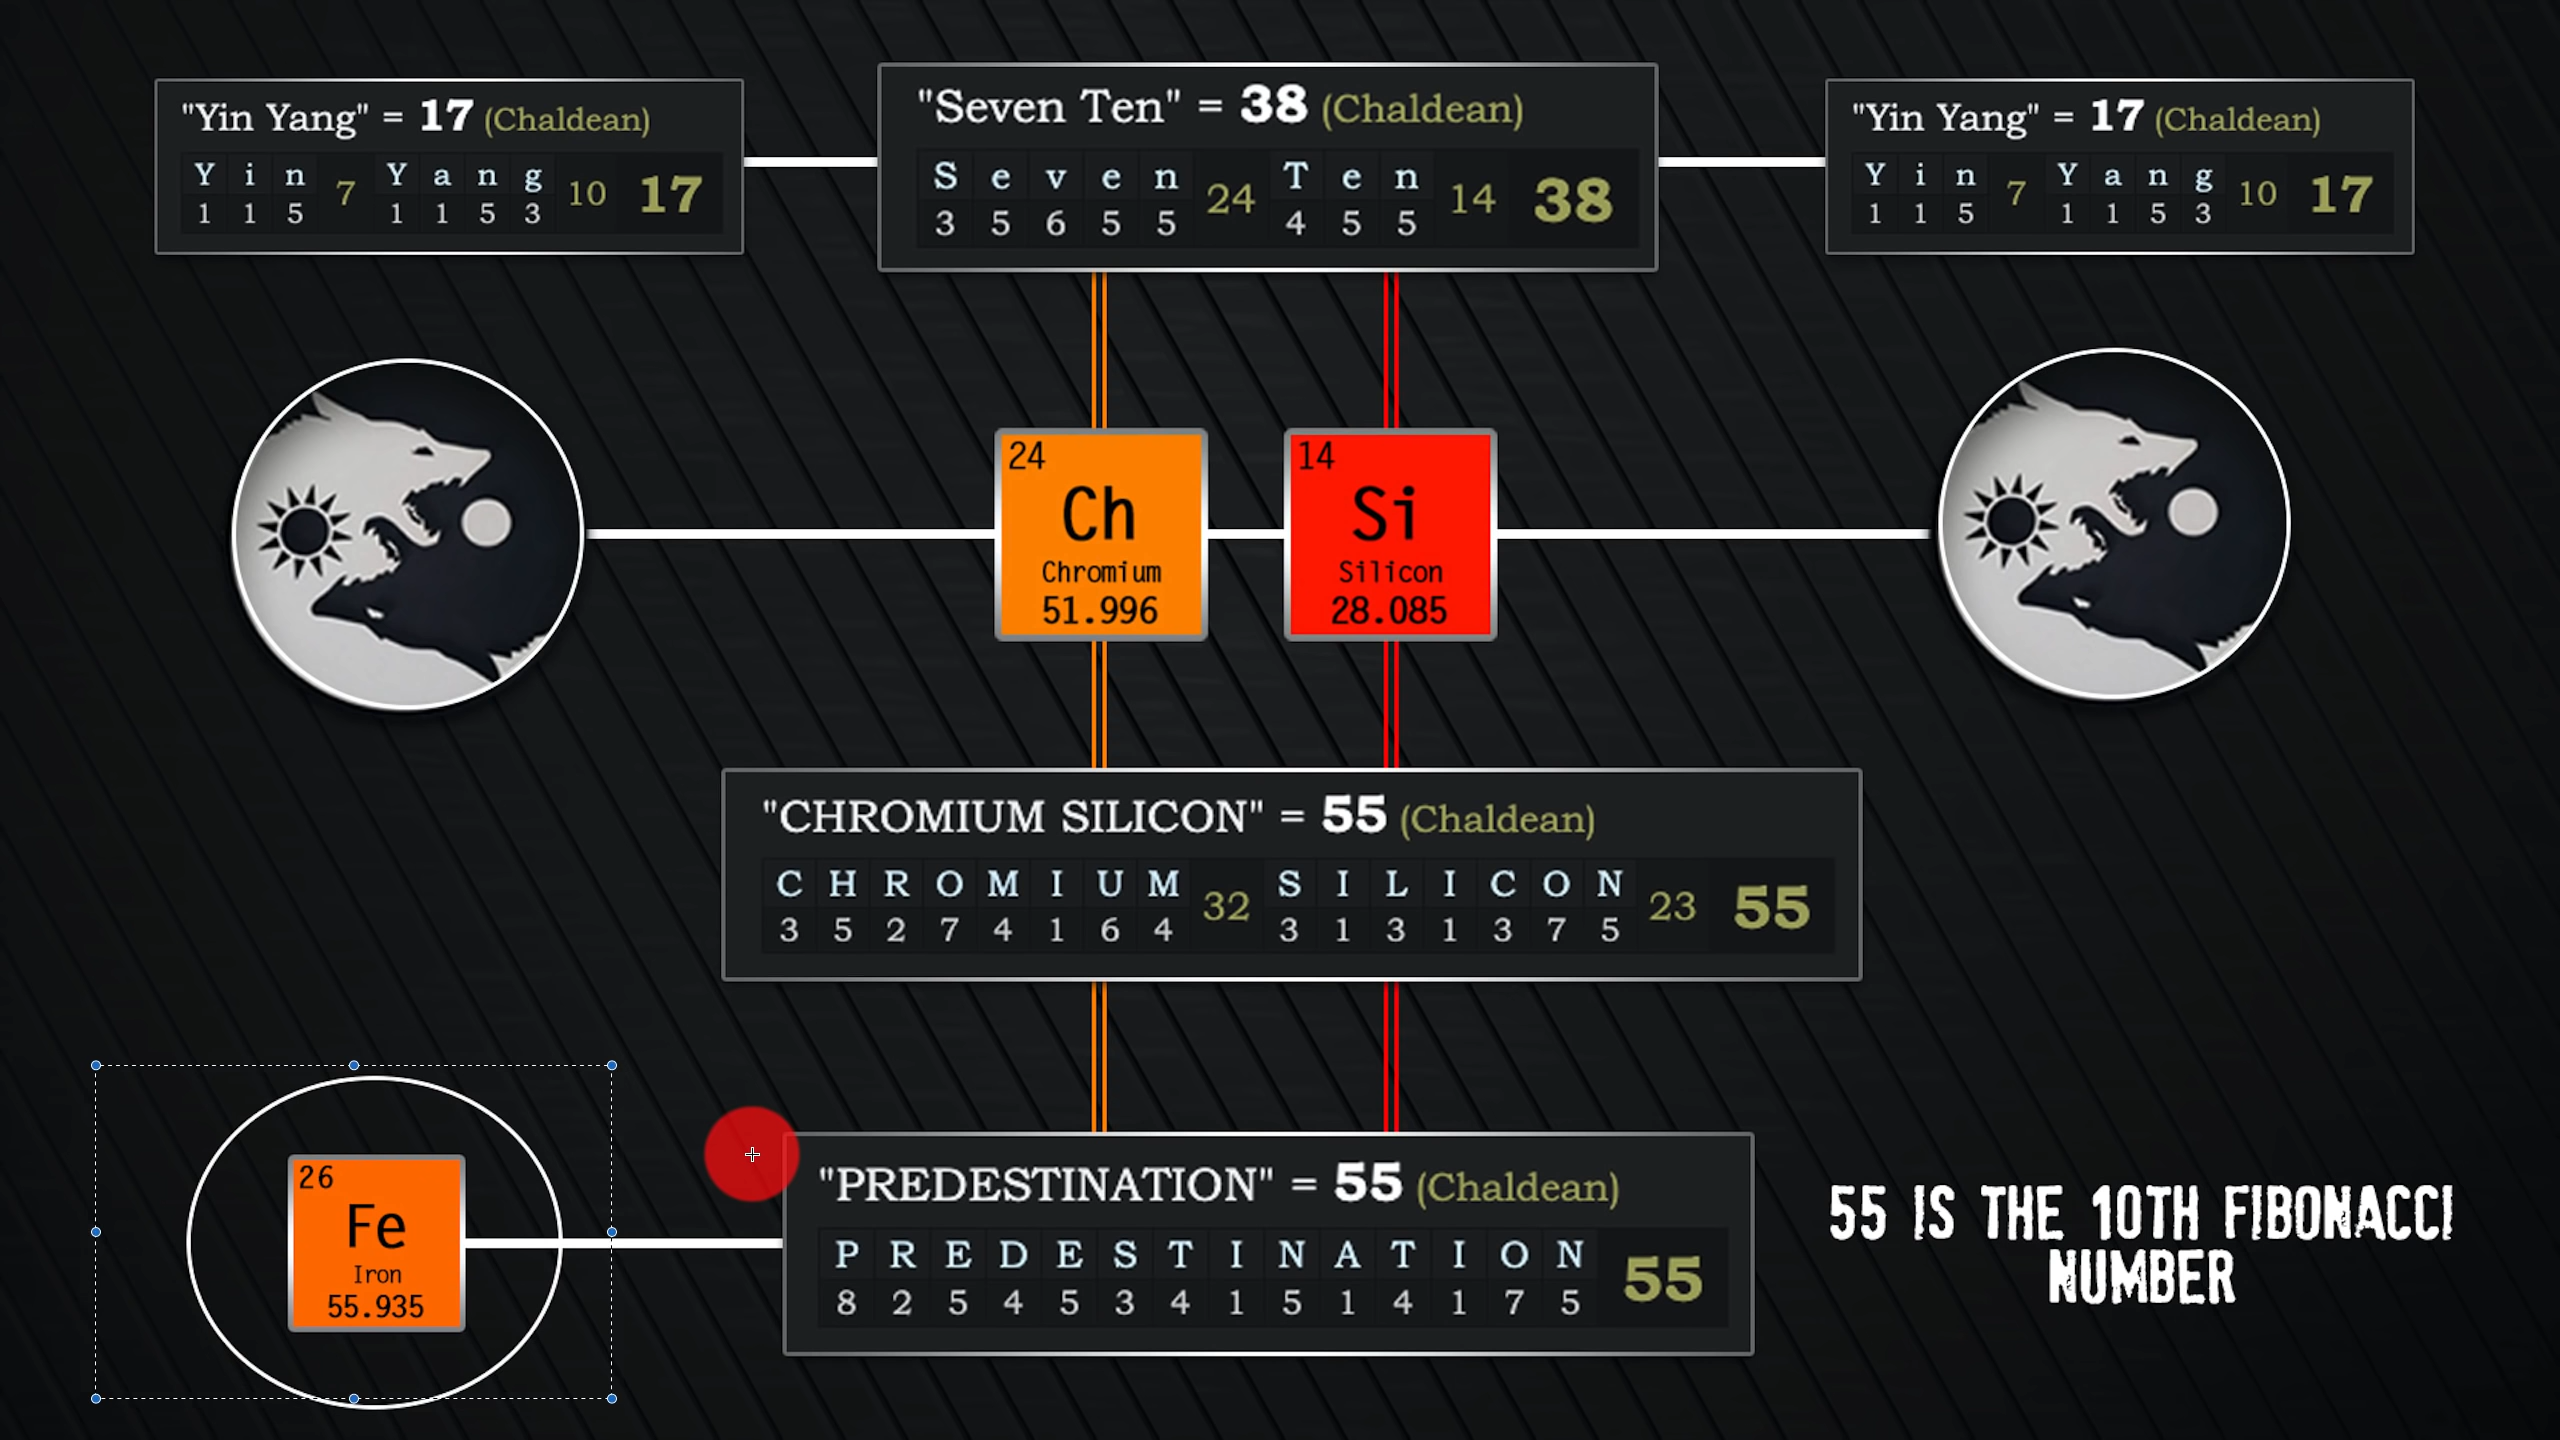 "Yin Yang" = 17 (Chaldean)
Y i n 7 Y a n g 10 17
1 1 5 1 1 5 3
"Seven Ten" = 38 (Chaldean)
S e v e n 24 T e n 14 38
3 5 6 5 5 4 5 5
"Yin Yang" = 17 (Chaldean)
Y i n 7 Y a n g 10 17
1 1 5 1 1 5 3
24
Ch
Chromium
51.996
14
Si
Silicon
28.085
"CHROMIUM SILICON" = 55 (Chaldean)
C H R O M I U M 32 S I L I C O N 23 55
3 5 2 7 4 1 6 4 3 1 3 1 3 7 5
26
Fe
Iron
55.935
"PREDESTINATION" = 55 (Chaldean)
P R E D E S T I N A T I O N 55
8 2 5 4 5 3 4 1 5 1 4 1 7 5
55 IS THE 10TH FIBONACCI
NUMBER